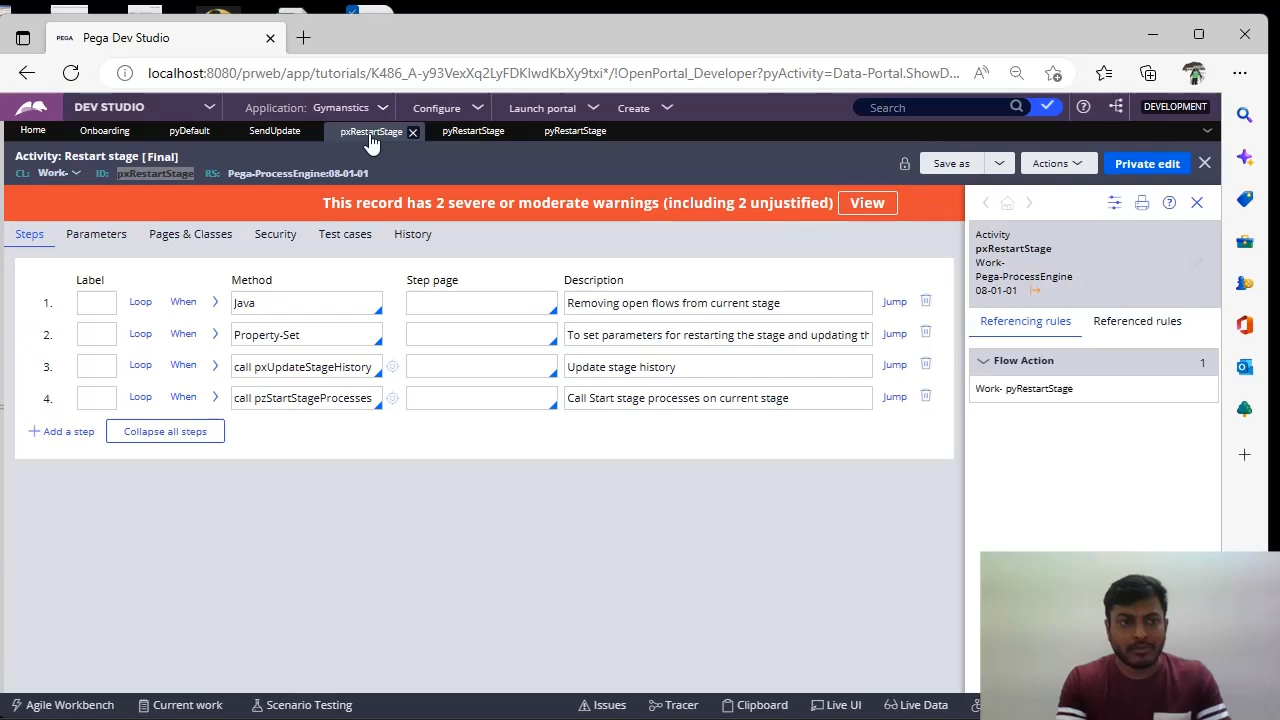 PEGA Pega Dev Studio
localhost:8080/prweb/app/tutorials/K486_A-y93VexXq2LyFDKlwdKbXy9txi*/!OpenPortal_Developer?pyActivity=Data-Portal.ShowD...
DEV STUDIO Application: Gymanstics Configure Launch portal Create Search DEVELOPMENT
Home Onboarding pyDefault SendUpdate pxRestartStage pyRestartStage pyRestartStage
Activity: Restart stage [Final]
CL: Work- ID: pxRestartStage RS: Pega-ProcessEngine:08-01-01
Save as Actions Private edit
This record has 2 severe or moderate warnings (including 2 unjustified) View
Steps Parameters Pages & Classes Security Test cases History
Label Method Step page Description
1. Loop When Java Removing open flows from current stage Jump
2. Loop When Property-Set To set parameters for restarting the stage and updating th Jump
3. Loop When call pxUpdateStageHistory Update stage history Jump
4. Loop When call pzStartStageProcesses Call Start stage processes on current stage Jump
Add a step Collapse all steps
Activity
pxRestartStage
Work-
Pega-ProcessEngine
08-01-01
Referencing rules Referenced rules
Flow Action 1
Work- pyRestartStage
Agile Workbench Current work Scenario Testing Issues Tracer Clipboard Live UI Live Data